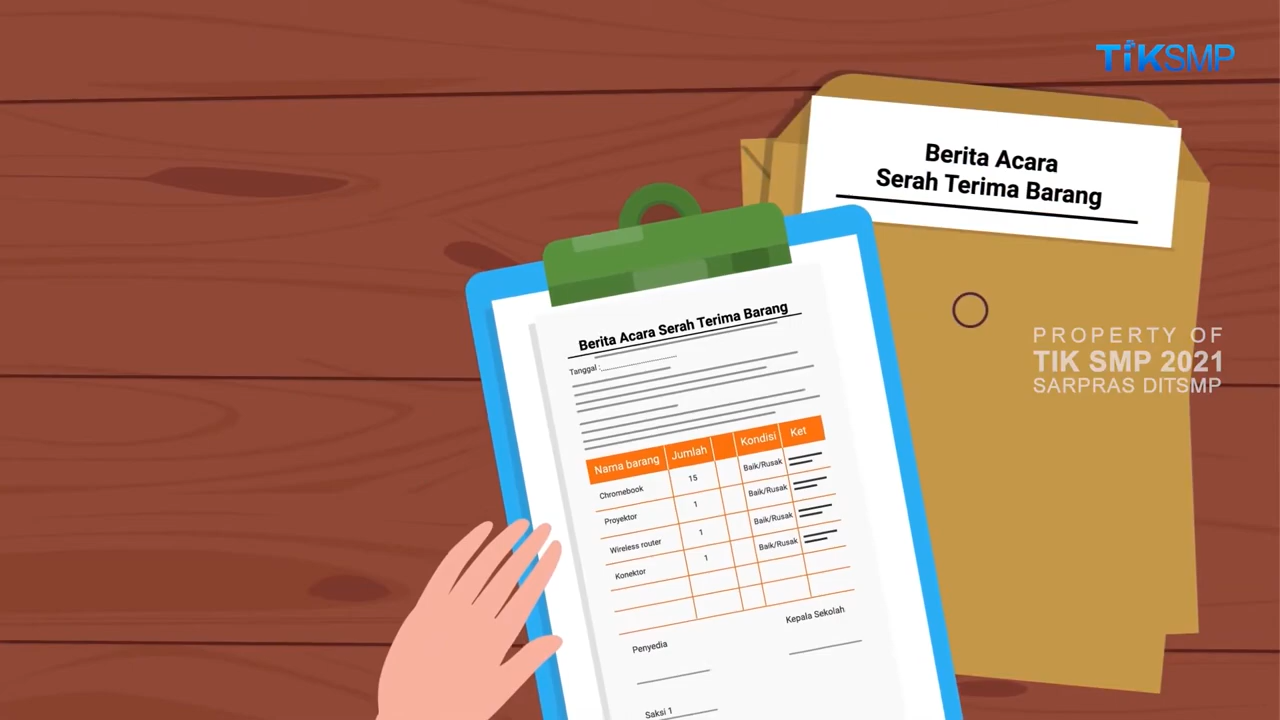 TiKSMP
Berita Acara
Serah Terima Barang
PROPERTY OF
TIK SMP 2021
SARPRAS DITSMP
Berita Acara Serah Terima Barang
Tanggal :
Nama barang Jumlah Kondisi Ket
Chromebook 15 Baik/Rusak
Proyektor 1 Baik/Rusak
Wireless router 1 Baik/Rusak
Konektor 1 Baik/Rusak
Penyedia Kepala Sekolah
Saksi 1